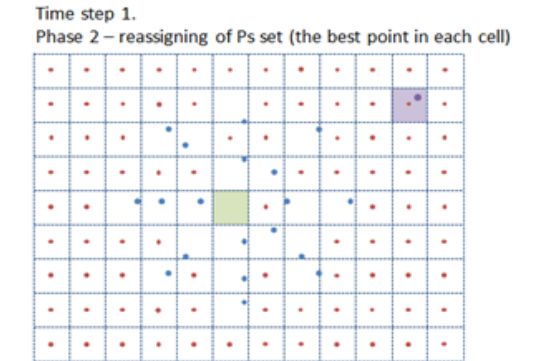 Time step 1.
Phase 2 – reassigning of Ps set (the best point in each cell)